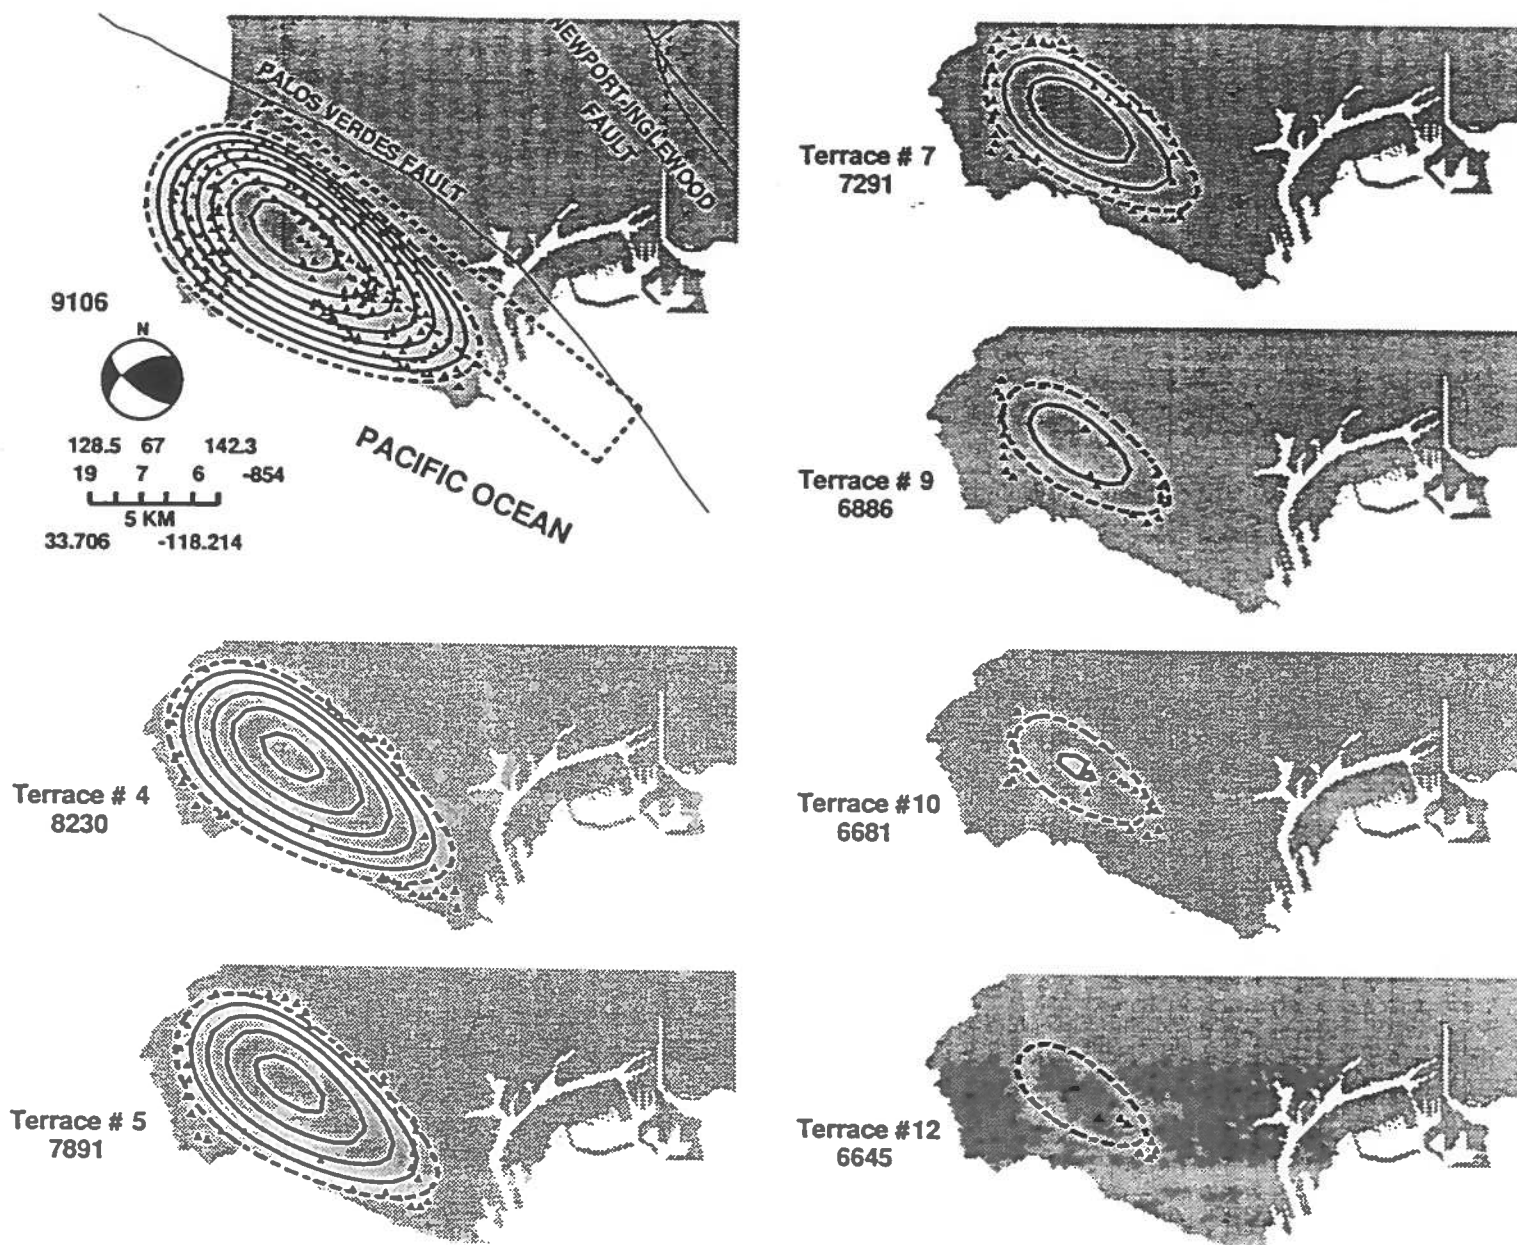 PALOS VERDES FAULT
NEWPORT-INGLEWOOD
FAULT
9106
N
128.5 67 142.3
19 7 6 -854
5 KM
33.706 -118.214
PACIFIC OCEAN
Terrace # 4
8230
Terrace # 5
7891
Terrace # 7
7291
Terrace # 9
6886
Terrace #10
6681
Terrace #12
6645